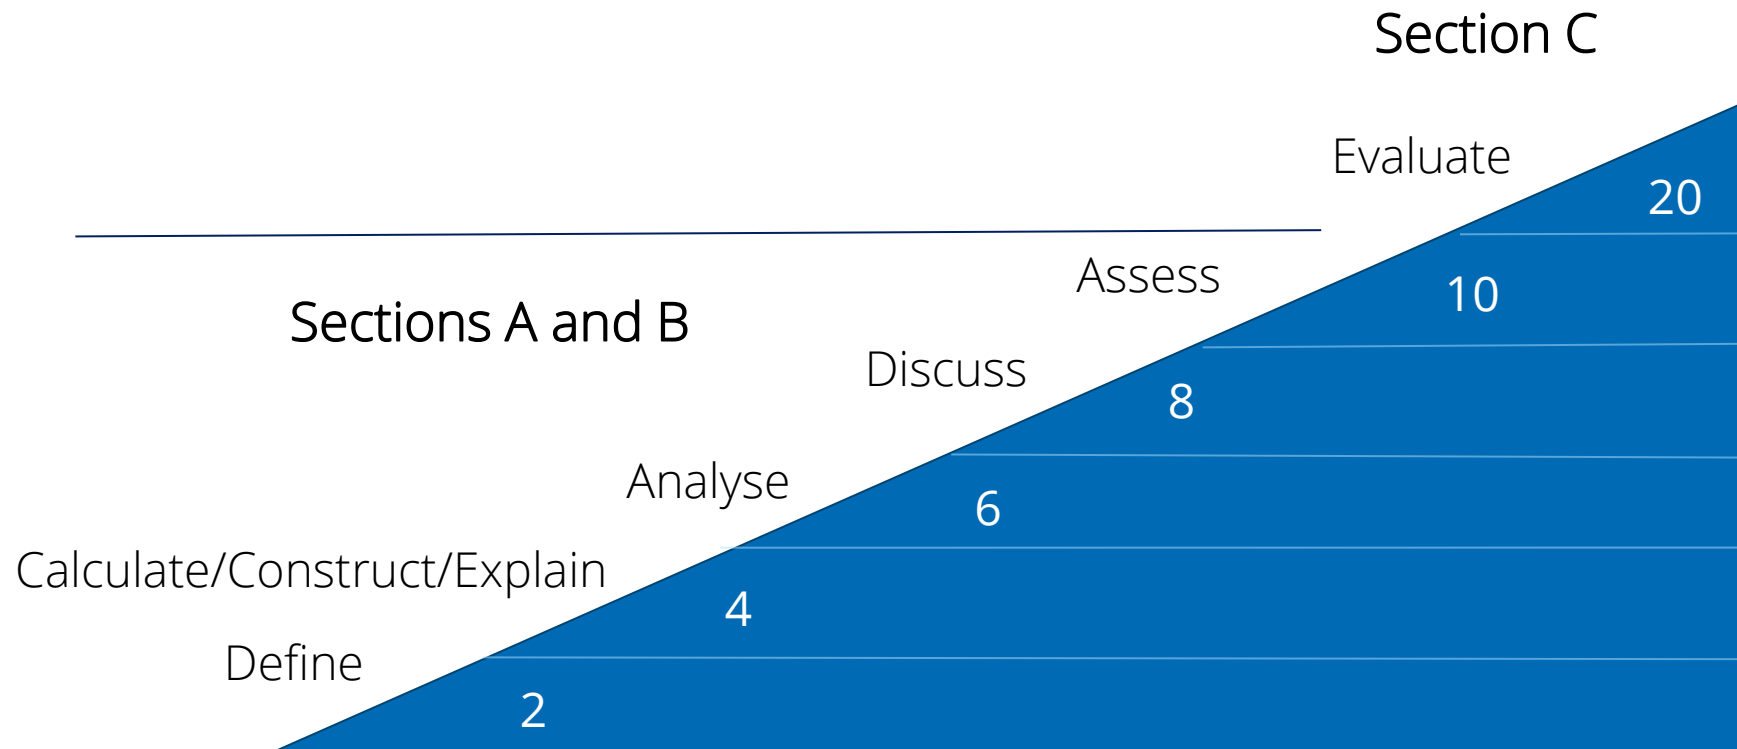 Section C
Evaluate
20
Assess
10
Sections A and B
Discuss
8
Analyse
6
Calculate/Construct/Explain
4
Define
2